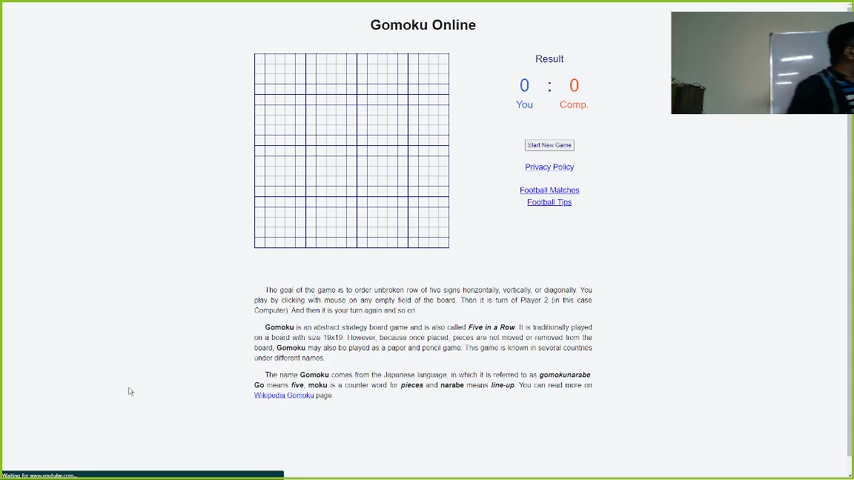 Gomoku Online
Result
0 : 0
You Comp.
Start New Game
Privacy Policy
Football Matches
Football Tips
The goal of the game is to order unbroken row of five signs horizontally, vertically, or diagonally. You
play by clicking with mouse on any empty field of the board. Then it is turn of Player 2 (in this case
Computer). And then it is your turn again and so on.
Gomoku is an abstract strategy board game and is also called Five in a Row. It is traditionally played
on a board with size 19x19. However, because once placed, pieces are not moved or removed from the
board, Gomoku may also be played as a paper and pencil game. This game is known in several countries
under different names.
The name Gomoku comes from the Japanese language, in which it is referred to as gomokunarabe.
Go means five, moku is a counter word for pieces and narabe means line-up. You can read more on
Wikipedia Gomoku page.
Waiting for www.youtube.com...